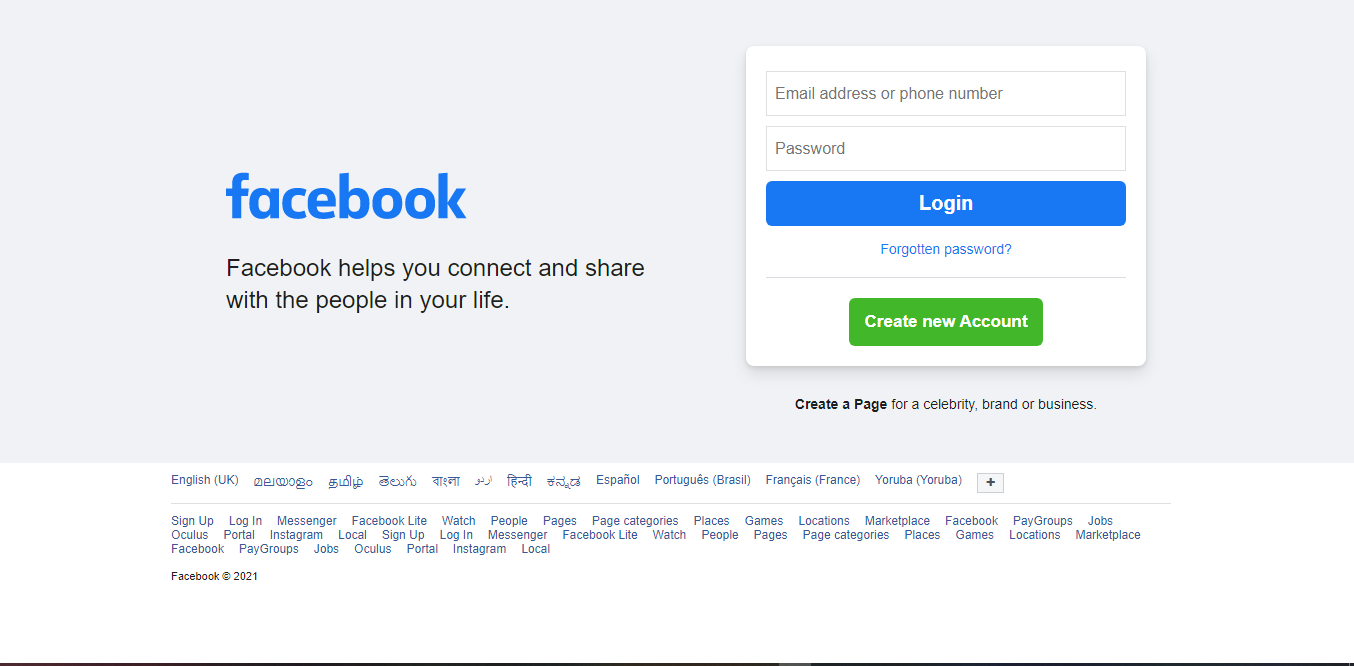 facebook
Facebook helps you connect and share
with the people in your life.
Email address or phone number
Password
Login
Forgotten password?
Create new Account
Create a Page for a celebrity, brand or business.
English (UK) മലയാളം தமிழ் తెలుగు বাংলা اردو हिन्दी ಕನ್ನಡ Español Português (Brasil) Français (France) Yoruba (Yoruba) +
Sign Up Log In Messenger Facebook Lite Watch People Pages Page categories Places Games Locations Marketplace Facebook PayGroups Jobs
Oculus Portal Instagram Local Sign Up Log In Messenger Facebook Lite Watch People Pages Page categories Places Games Locations Marketplace
Facebook PayGroups Jobs Oculus Portal Instagram Local
Facebook © 2021